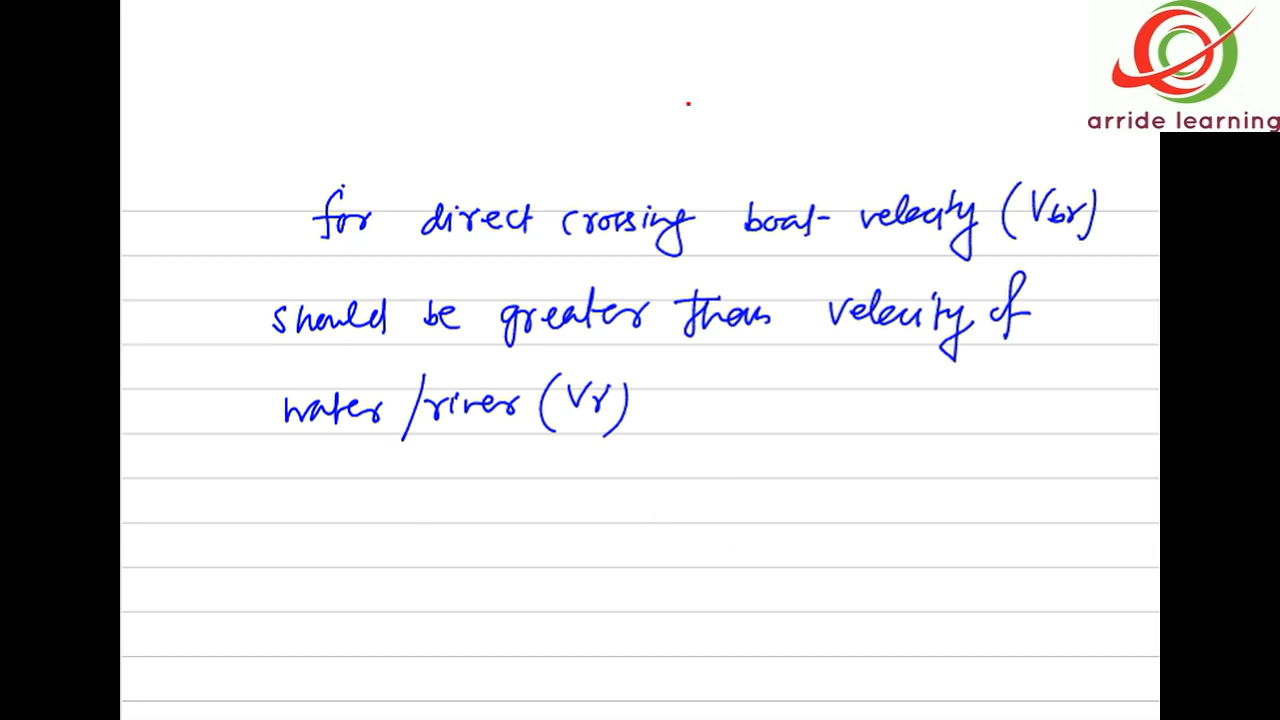 arride learning
for direct crossing boat velocity (Vbr)
should be greater than velocity of
water/river (Vr)